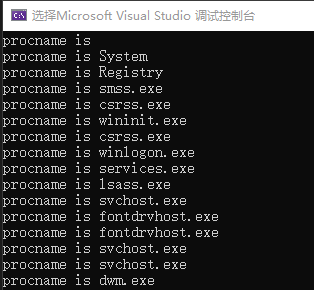 选择Microsoft Visual Studio 调试控制台
procname is
procname is System
procname is Registry
procname is smss.exe
procname is csrss.exe
procname is wininit.exe
procname is csrss.exe
procname is winlogon.exe
procname is services.exe
procname is lsass.exe
procname is svchost.exe
procname is fontdrvhost.exe
procname is fontdrvhost.exe
procname is svchost.exe
procname is svchost.exe
procname is dwm.exe